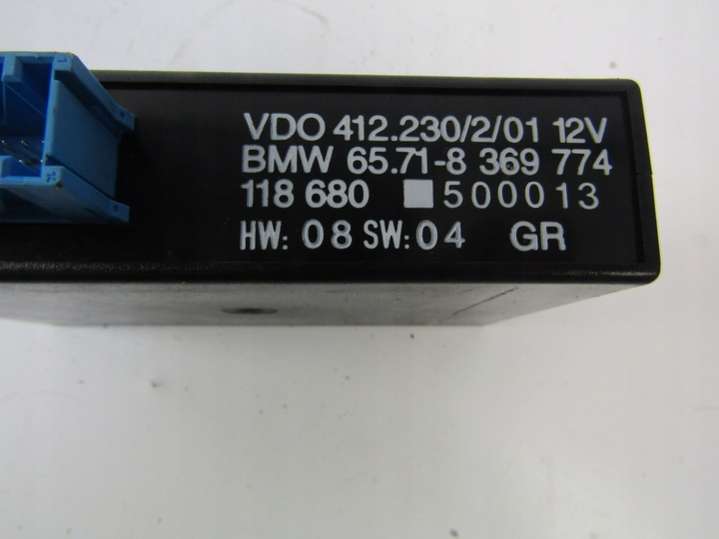 VDO 412.230/2/01 12V
BMW 65.71-8 369 774
118 680 500013
HW: 08 SW: 04 GR